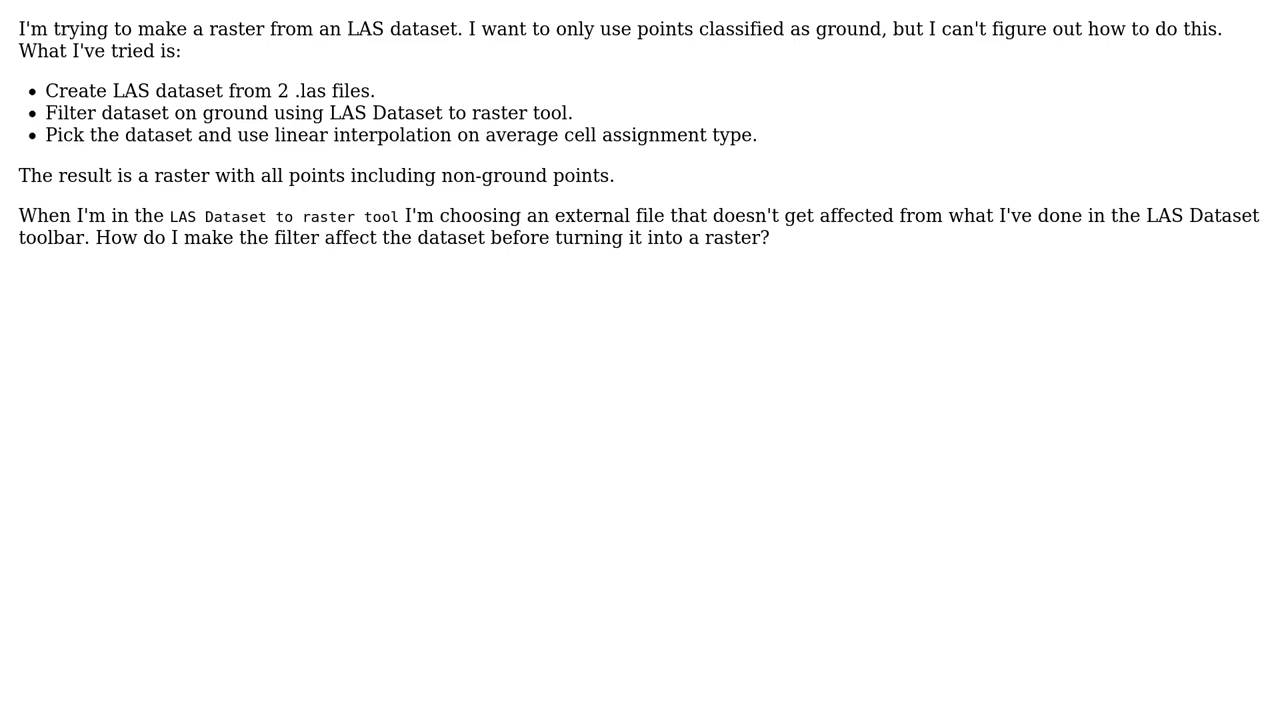 I'm trying to make a raster from an LAS dataset. I want to only use points classified as ground, but I can't figure out how to do this.
What I've tried is:
• Create LAS dataset from 2 .las files.
• Filter dataset on ground using LAS Dataset to raster tool.
• Pick the dataset and use linear interpolation on average cell assignment type.
The result is a raster with all points including non-ground points.
When I'm in the LAS Dataset to raster tool I'm choosing an external file that doesn't get affected from what I've done in the LAS Dataset
toolbar. How do I make the filter affect the dataset before turning it into a raster?